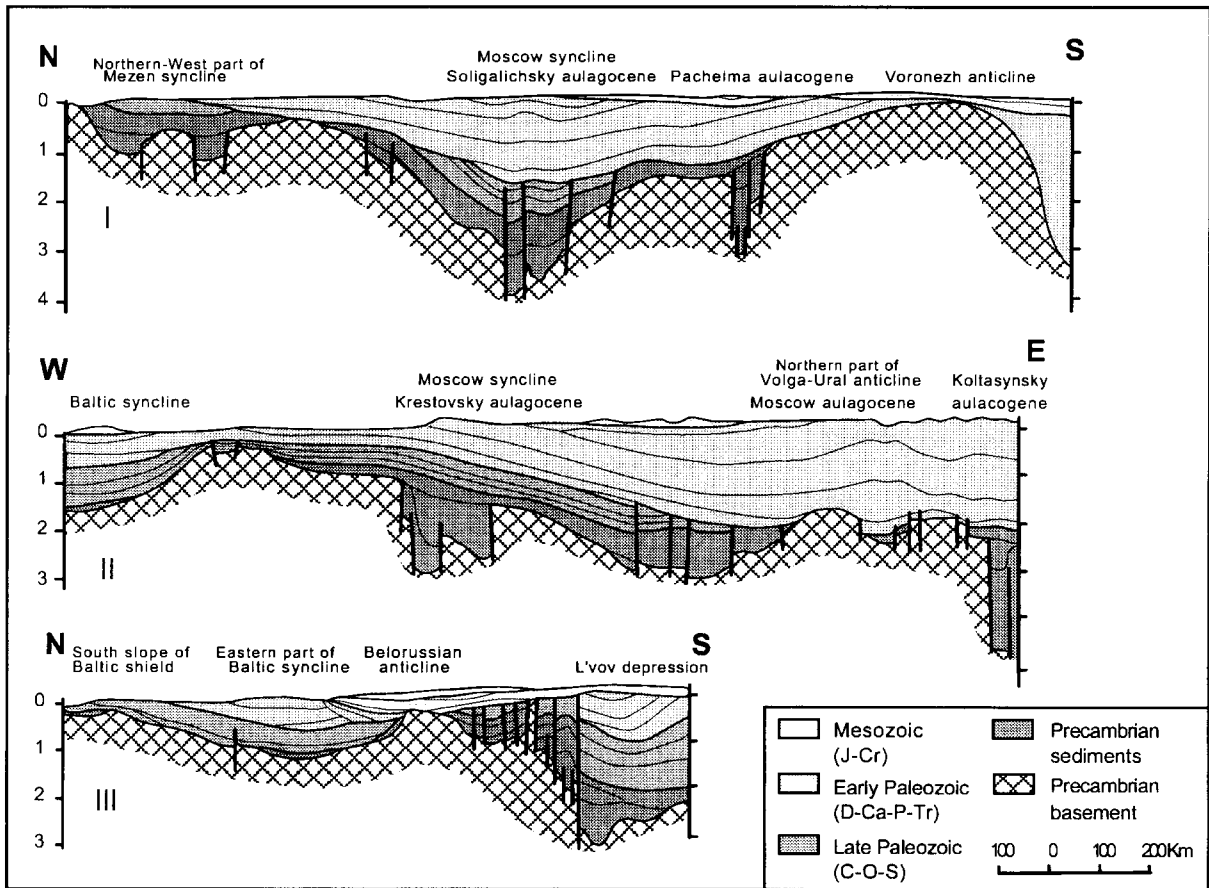 N
S
Northern-West part of
Mezen syncline
Moscow syncline
Soligalichsky aulagocene
Pachelma aulacogene
Voronezh anticline
0
1
2
3
4
I
W
E
Baltic syncline
Moscow syncline
Krestovsky aulagocene
Northern part of
Volga-Ural anticline
Moscow aulagocene
Koltasynsky
aulacogene
0
1
2
3
II
N
S
South slope of
Baltic shield
Eastern part of
Baltic syncline
Belorussian
anticline
L'vov depression
0
1
2
3
III
Mesozoic
(J-Cr)
Early Paleozoic
(D-Ca-P-Tr)
Late Paleozoic
(C-O-S)
Precambrian
sediments
Precambrian
basement
100 0 100 200Km